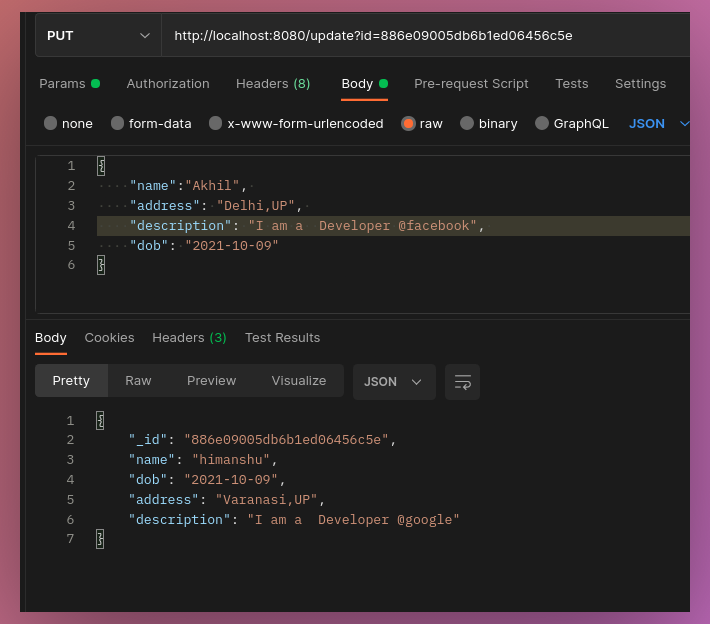 PUT http://localhost:8080/update?id=886e09005db6b1ed06456c5e
Params Authorization Headers (8) Body Pre-request Script Tests Settings
none form-data x-www-form-urlencoded raw binary GraphQL JSON
1 {
2 ····"name":"Akhil",·
3 ····"address":·"Delhi,UP",·
4 ····"description": "I am a  Developer @facebook",·
5 ····"dob":·"2021-10-09"
6 }
Body Cookies Headers (3) Test Results
Pretty Raw Preview Visualize JSON
1 {
2 "_id": "886e09005db6b1ed06456c5e",
3 "name": "himanshu",
4 "dob": "2021-10-09",
5 "address": "Varanasi,UP",
6 "description": "I am a  Developer @google"
7 }